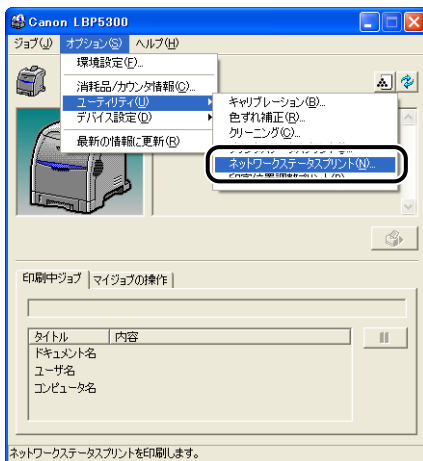 Canon LBP5300
ジョブ(J) オプション(S) ヘルプ(H)
環境設定(F)...
消耗品/カウンタ情報(C)...
ユーティリティ(U)
デバイス設定(D)
最新の情報に更新(R)
キャリブレーション(B)...
色ずれ補正(R)...
クリーニング(C)...
ネットワークステータスプリント(N)...
印刷中ジョブ マイジョブの操作
タイトル 内容
ドキュメント名
ユーザ名
コンピュータ名
ネットワークステータスプリントを印刷します。